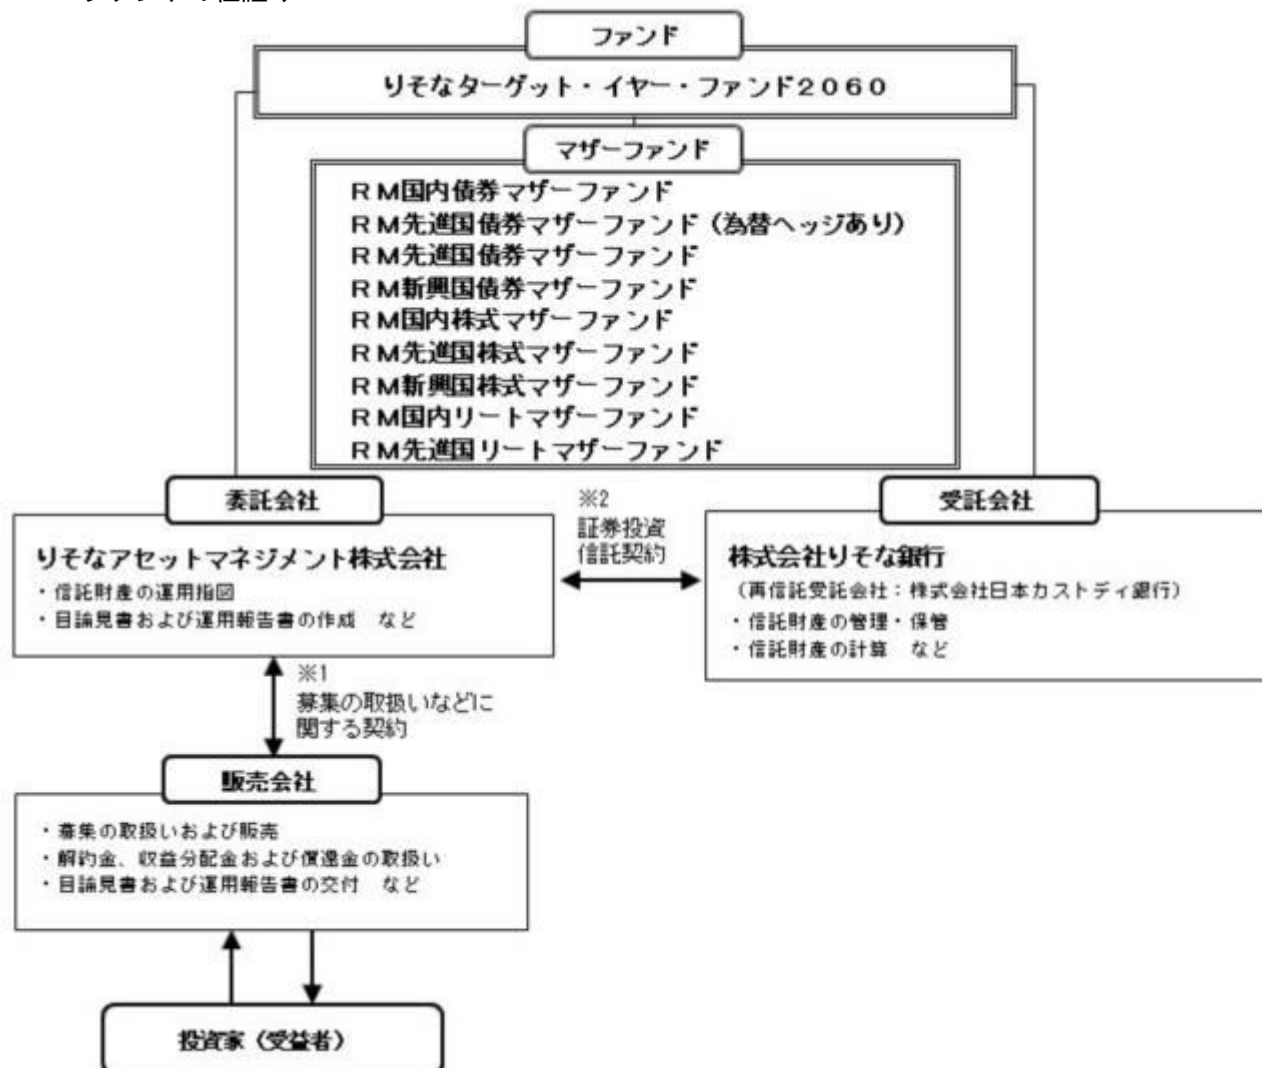 ファンドの仕組み
ファンド
りそなターゲット・イヤー・ファンド２０６０
マザーファンド
ＲＭ国内債券マザーファンド
ＲＭ先進国債券マザーファンド（為替ヘッジあり）
ＲＭ先進国債券マザーファンド
ＲＭ新興国債券マザーファンド
ＲＭ国内株式マザーファンド
ＲＭ先進国株式マザーファンド
ＲＭ新興国株式マザーファンド
ＲＭ国内リートマザーファンド
ＲＭ先進国リートマザーファンド
委託会社
りそなアセットマネジメント株式会社
・信託財産の運用指図
・目論見書および運用報告書の作成　など
※2
証券投資
信託契約
受託会社
株式会社りそな銀行
（再信託受託会社：株式会社日本カストディ銀行）
・信託財産の管理・保管
・信託財産の計算　など
※1
募集の取扱いなどに
関する契約
販売会社
・募集の取扱いおよび販売
・解約金、収益分配金および償還金の取扱い
・目論見書および運用報告書の交付　など
投資家（受益者）